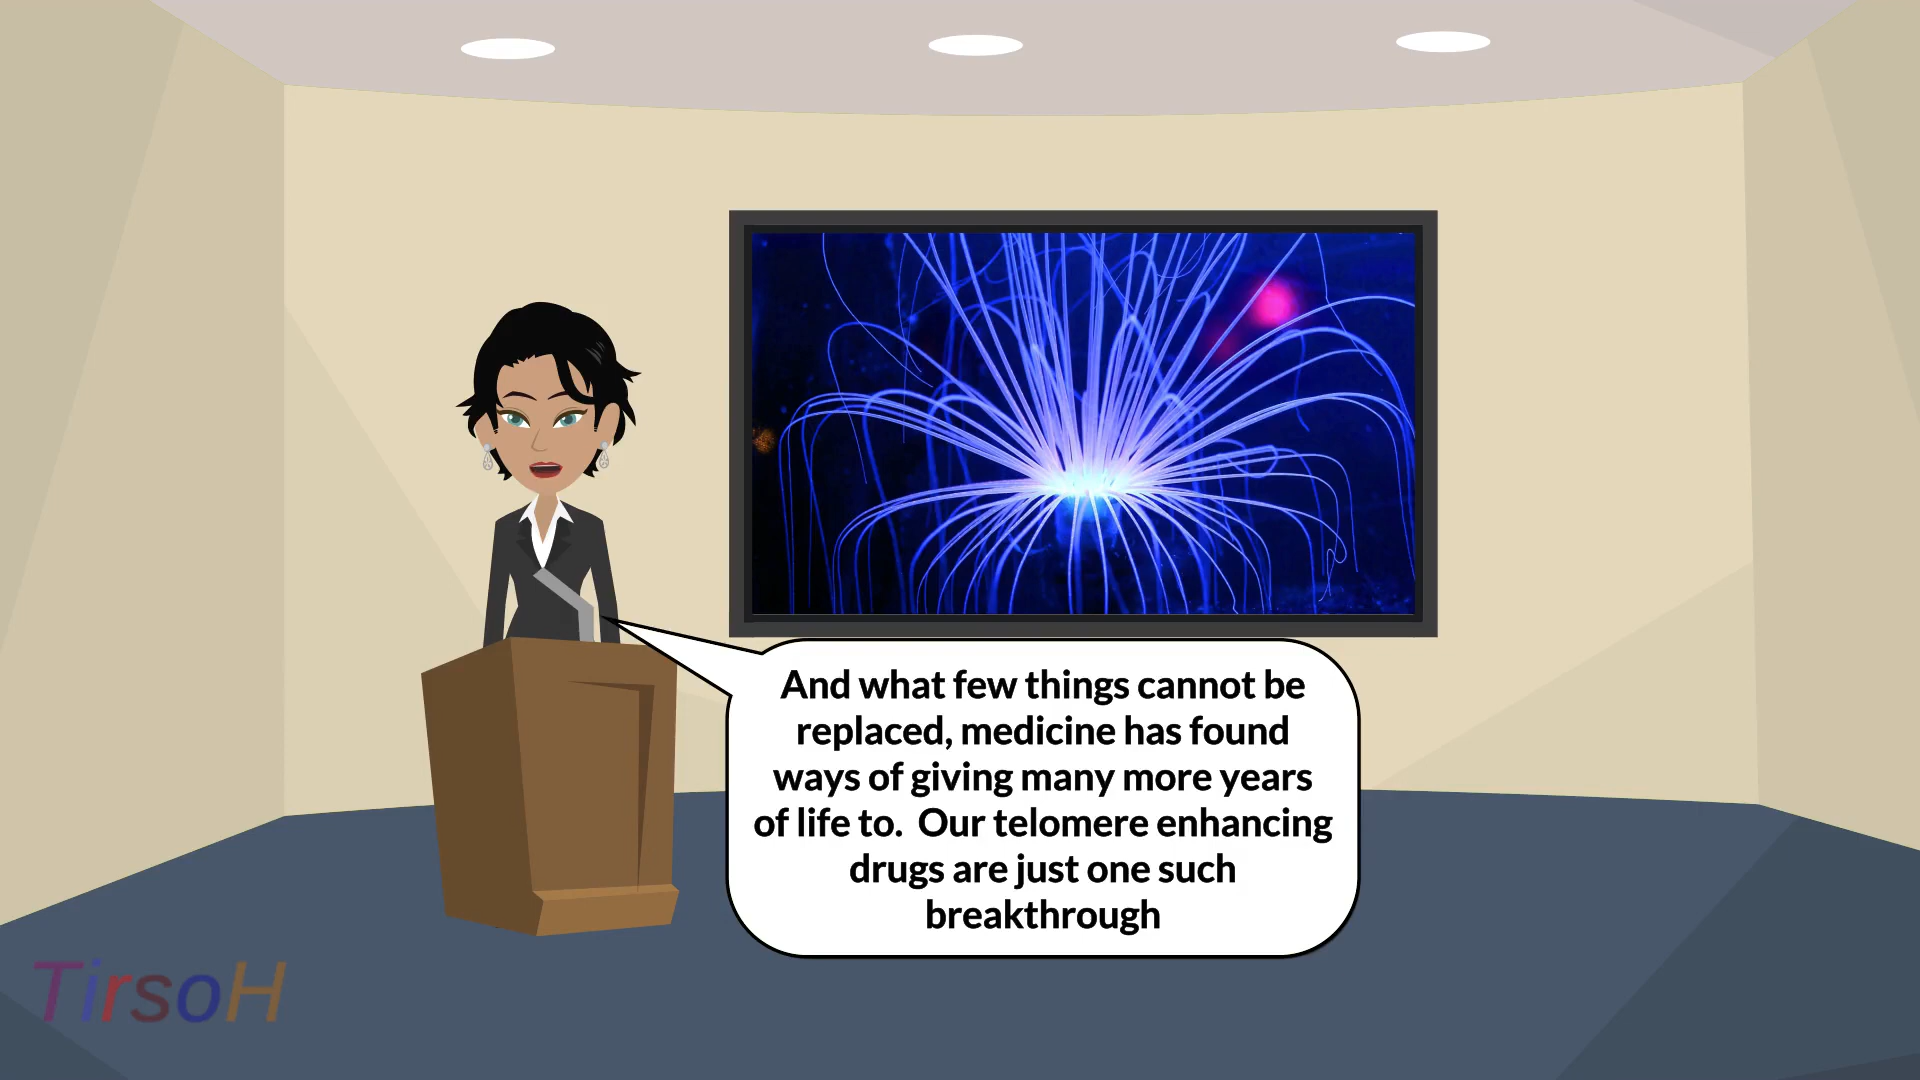 And what few things cannot be
replaced, medicine has found
ways of giving many more years
of life to.  Our telomere enhancing
drugs are just one such
breakthrough
TirsoH